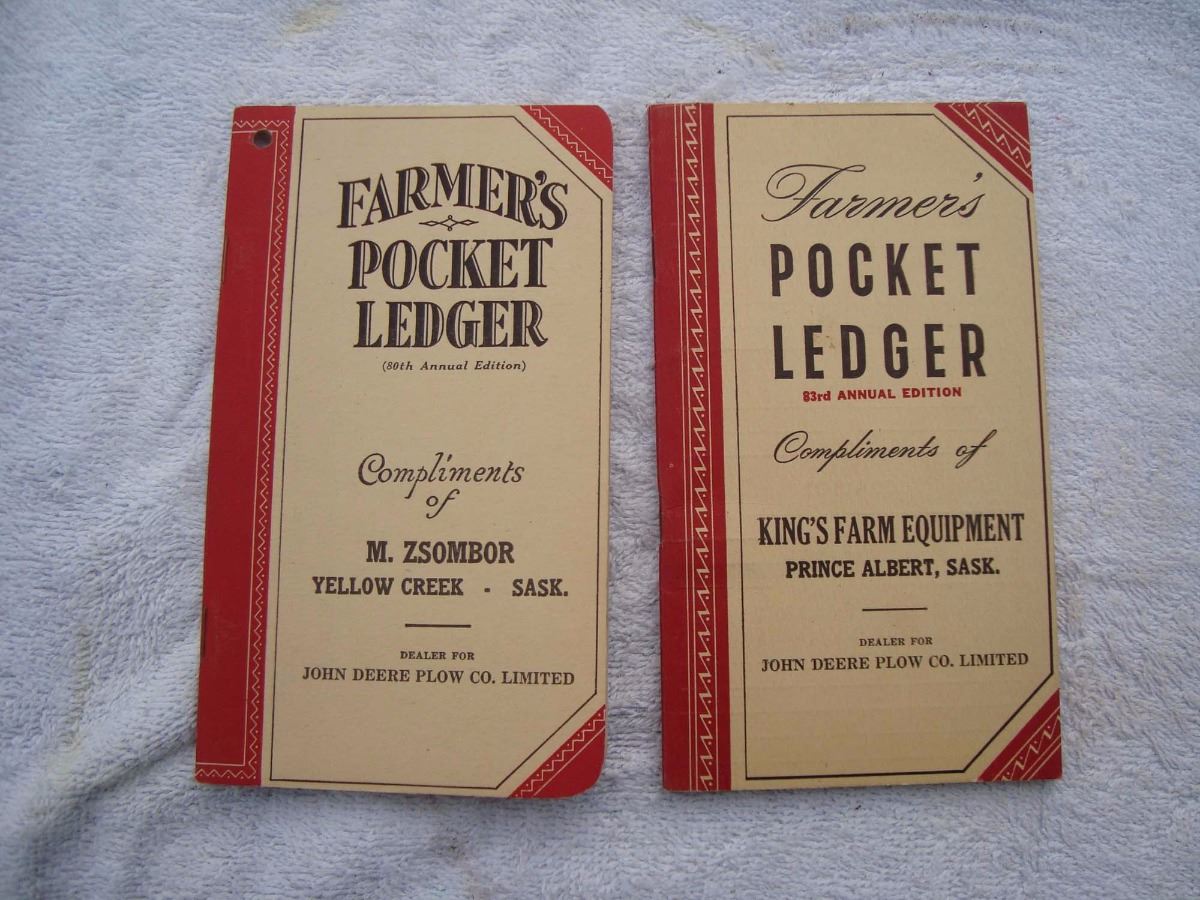 FARMER'S
POCKET
LEDGER
(80th Annual Edition)
Compliments
of
M. ZSOMBOR
YELLOW CREEK - SASK.
DEALER FOR
JOHN DEERE PLOW CO. LIMITED
Farmer's
POCKET
LEDGER
83rd ANNUAL EDITION
Compliments of
KING'S FARM EQUIPMENT
PRINCE ALBERT, SASK.
DEALER FOR
JOHN DEERE PLOW CO. LIMITED